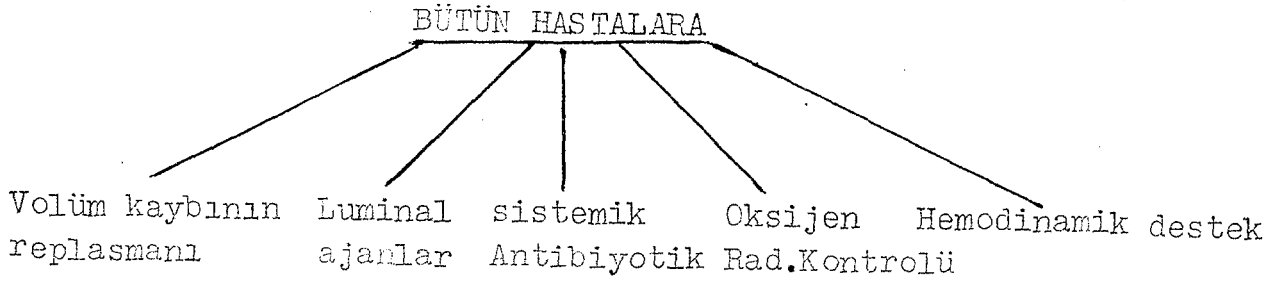 BÜTÜN HASTALARA
Volüm kaybının replasmanı
Luminal ajanlar
sistemik Antibiyotik
Oksijen Rad.Kontrolü
Hemodinamik destek